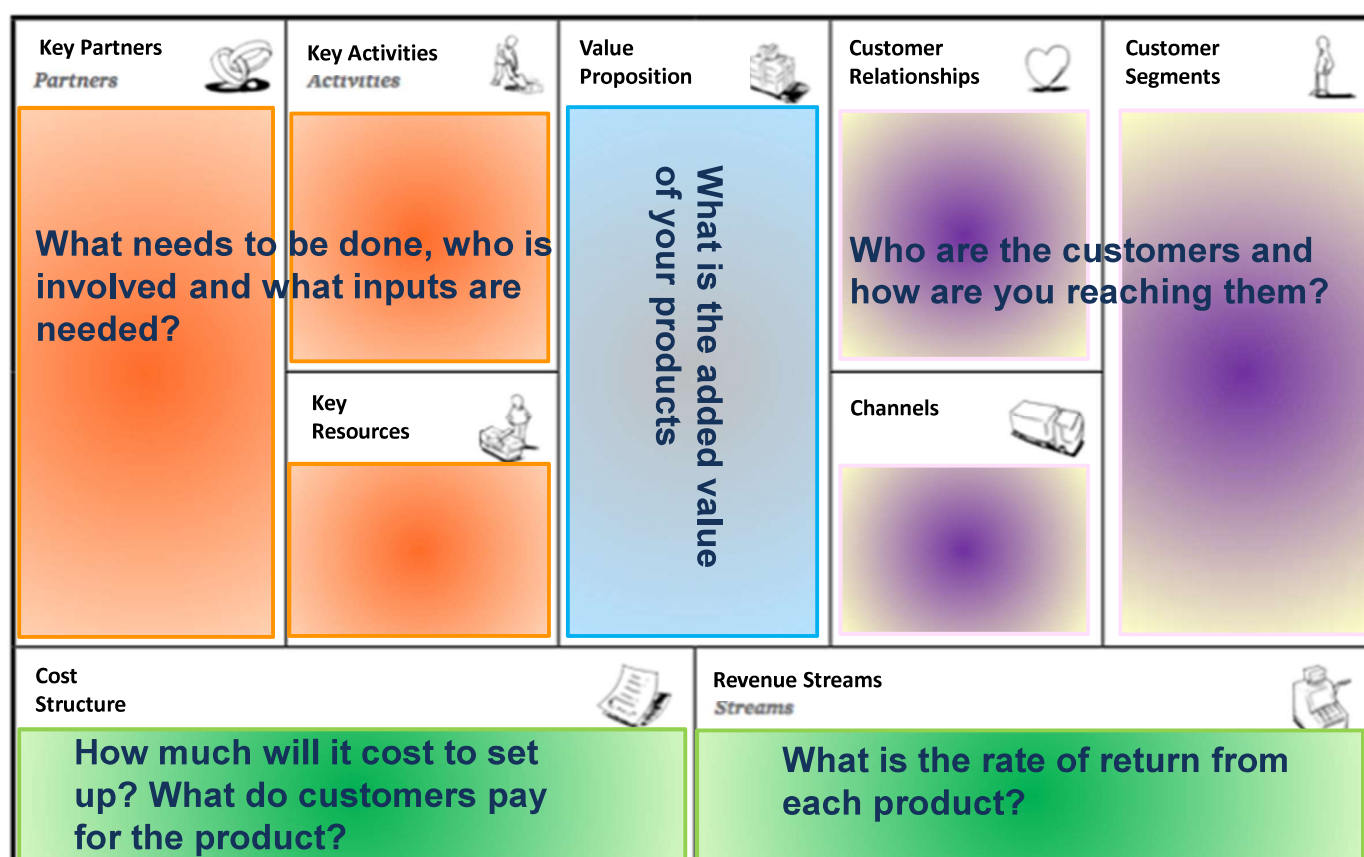 Key Partners
Partners
Key Activities
Activities
Value
Proposition
Customer
Relationships
Customer
Segments
What needs to be done, who is
involved and what inputs are
needed?
What is the added value
of your products
Who are the customers and
how are you reaching them?
Key
Resources
Channels
Cost
Structure
Revenue Streams
Streams
How much will it cost to set
up? What do customers pay
for the product?
What is the rate of return from
each product?